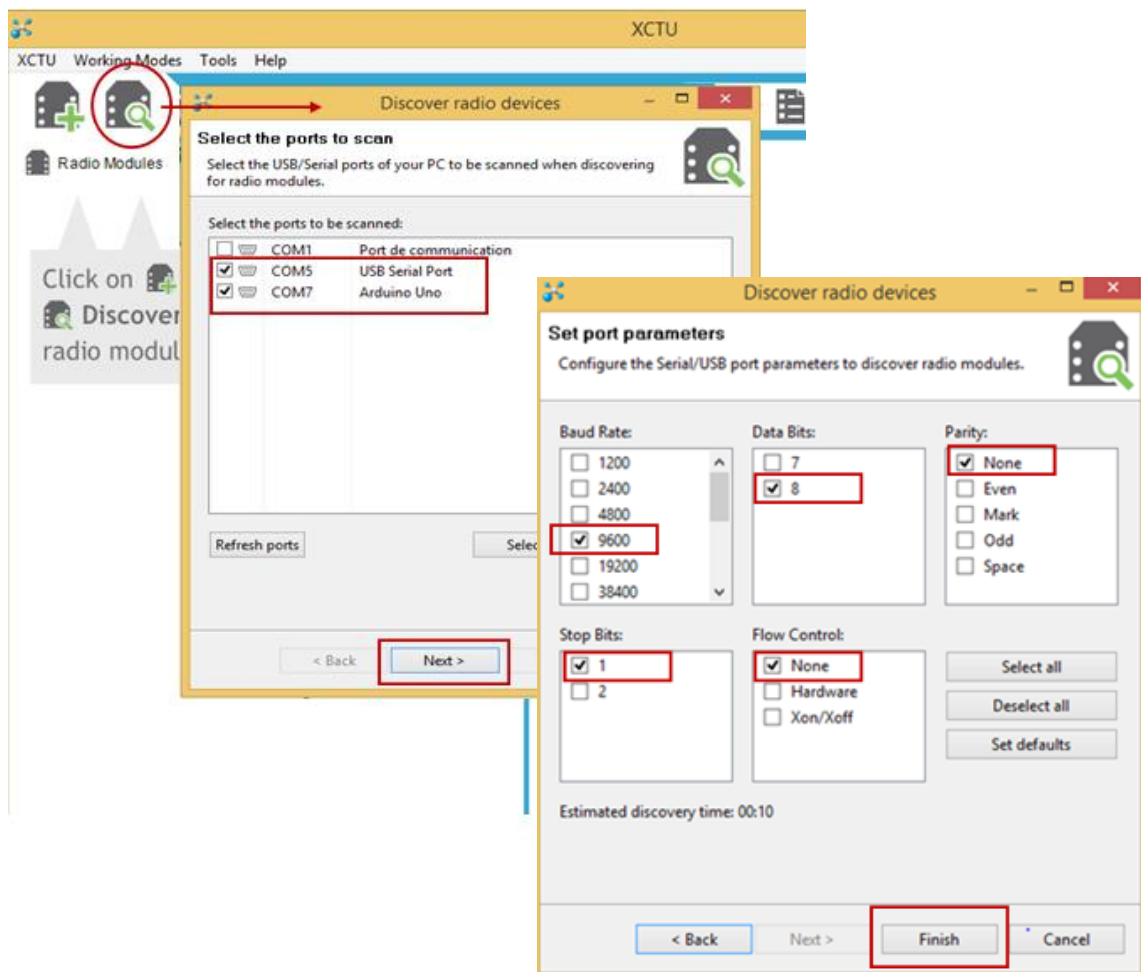 XCTU
XCTU Working Modes Tools Help
Radio Modules
Click on
Discover
radio modul
Discover radio devices
Select the ports to scan
Select the USB/Serial ports of your PC to be scanned when discovering
for radio modules.
Select the ports to be scanned:
COM1 Port de communication
COM5 USB Serial Port
COM7 Arduino Uno
Refresh ports
Selec
< Back
Next >
Discover radio devices
Set port parameters
Configure the Serial/USB port parameters to discover radio modules.
Baud Rate:
1200
2400
4800
9600
19200
38400
Data Bits:
7
8
Parity:
None
Even
Mark
Odd
Space
Stop Bits:
1
2
Flow Control:
None
Hardware
Xon/Xoff
Select all
Deselect all
Set defaults
Estimated discovery time: 00:10
< Back
Next >
Finish
Cancel